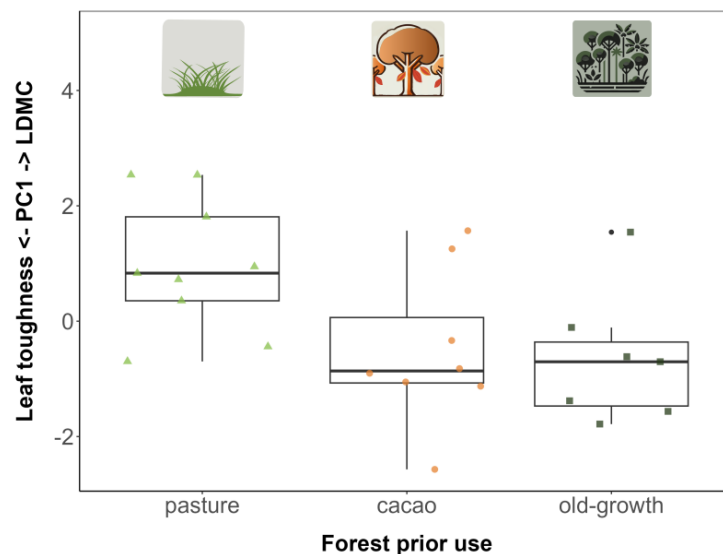 Leaf toughness <- PC1 -> LDMC
4
2
0
-2
pasture cacao old-growth
Forest prior use